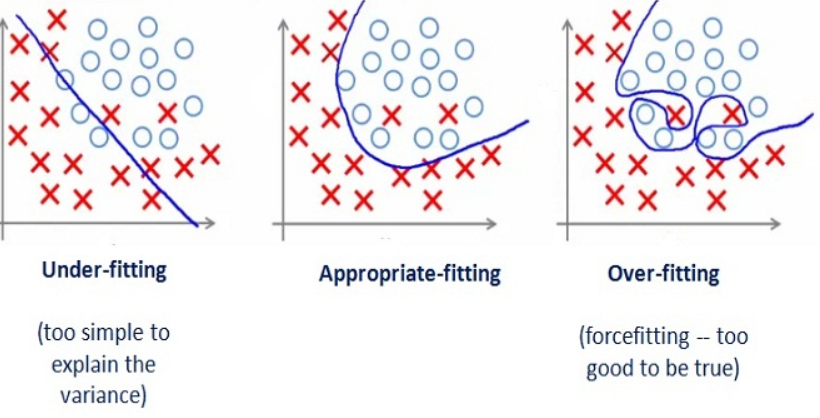 Under-fitting
Appropriate-fitting
Over-fitting
(too simple to
explain the
variance)
(forcefitting -- too
good to be true)